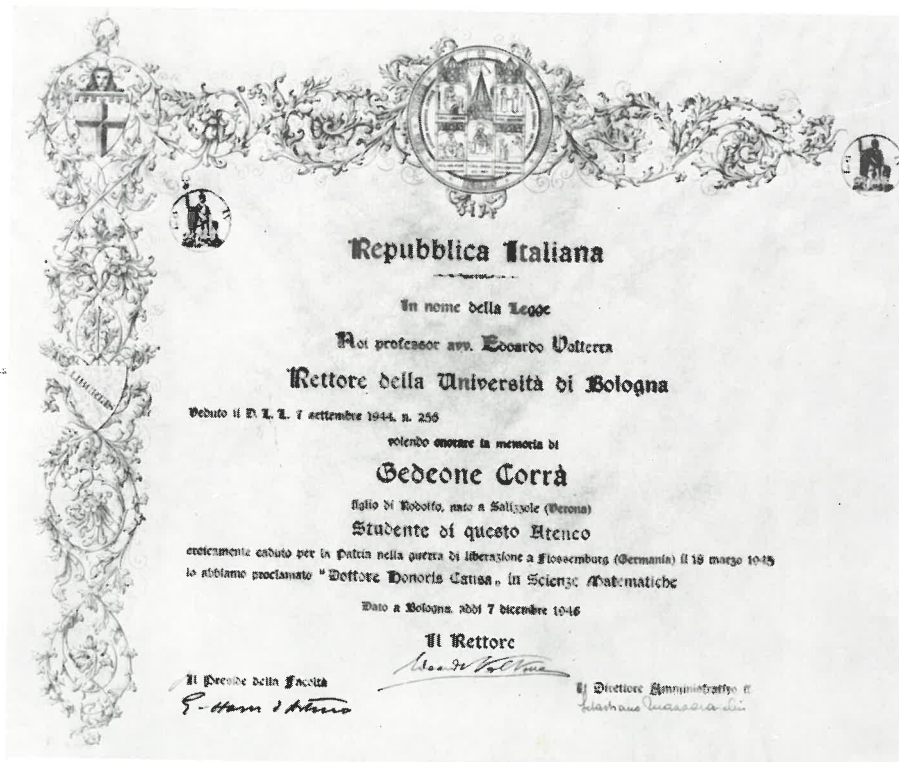 Repubblica Italiana
In nome della Legge
Noi professor avv. Edoardo Volterra
Rettore della Università di Bologna
Veduto il D. L. L. 7 settembre 1944, n. 256
volendo onorare la memoria di
Gedeone Corrà
figlio di Rodolfo, nato a Salizzole (Verona)
Studente di questo Ateneo
eroicamente caduto per la Patria nella guerra di liberazione a Flossemburg (Germania) il 18 marzo 1945
lo abbiamo proclamato "Dottore Honoris Causa„ in Scienze Matematiche
Dato a Bologna, addì 7 dicembre 1946
Il Rettore
Il Preside della Facoltà
Il Direttore Amministrativo
LIBERTAS